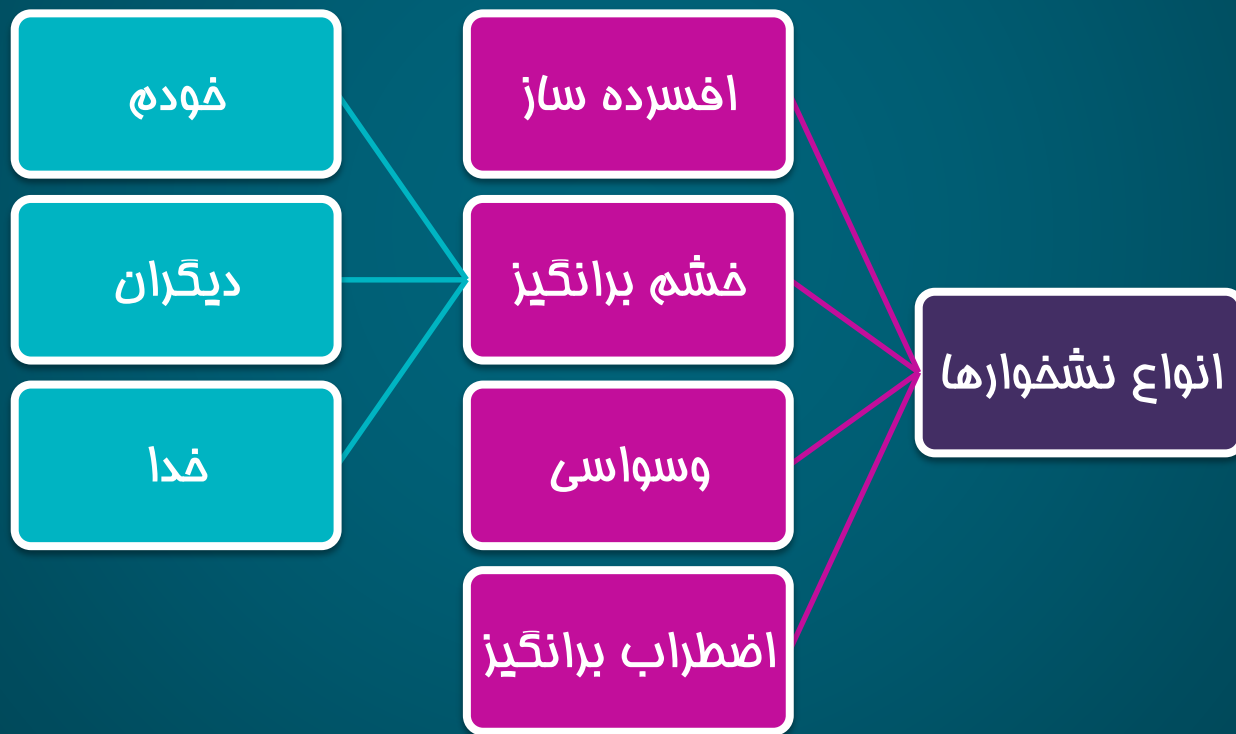 انواع نشخوارها
افسرده ساز
خشم برانگیز
خودم
دیگران
خدا
وسواسی
اضطراب برانگیز